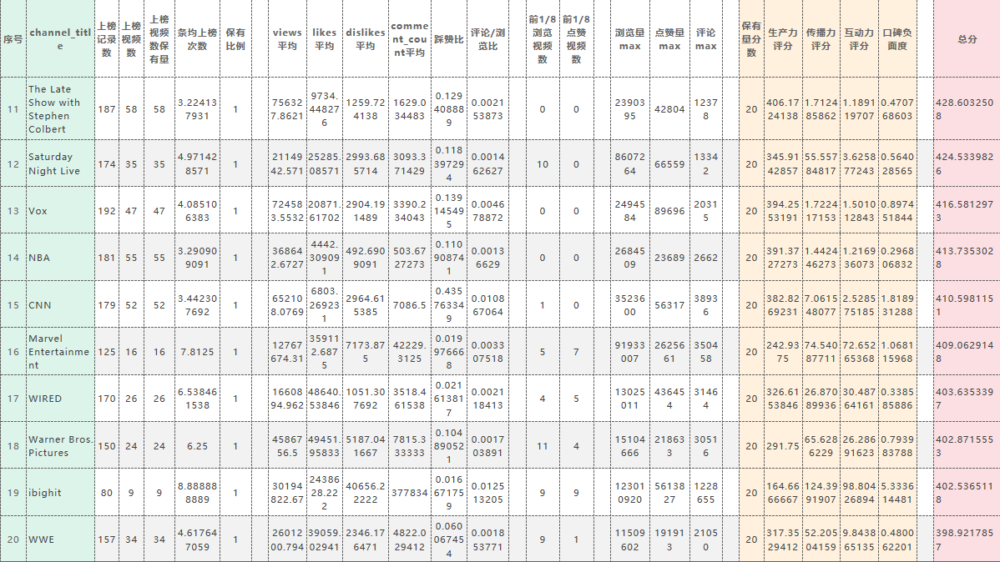 序号 channel_title 上榜记录数 上榜视频数 上榜视频数保有量 条均上榜次数 保有比例 views平均 likes平均 dislikes平均 comment_count平均 踩赞比 评论/浏览比 前1/8浏览视频数 前1/8点赞视频数 浏览量max 点赞量max 评论max 保有量分数 生产力评分 传播力评分 互动力评分 口碑负面度 总分
11 The Late Show with Stephen Colbert 187 58 58 3.224137931 1 756327.8621 9734.448276 1259.724138 1629.034483 0.129408889 0.002153873 0 0 2390395 42804 12378 20 406.1724138 1.712485862 1.189119707 0.470768603 428.6032508
12 Saturday Night Live 174 35 35 4.971428571 1 2114942.571 25285.08571 2993.685714 3093.371429 0.118397294 0.001462627 10 0 8607264 66559 13342 20 345.9142857 55.55784817 3.625877243 0.564028565 424.5339826
13 Vox 192 47 47 4.085106383 1 724583.5532 20871.61702 2904.191489 3390.234043 0.139145495 0.004678872 0 0 2494584 89696 20315 20 394.2553191 1.722417153 1.501012843 0.897451844 416.5812973
14 NBA 181 55 55 3.290909091 1 368642.6727 4442.309091 492.6909091 503.6727273 0.110908741 0.00136629 0 0 2684509 23689 2662 20 391.3727273 1.442446273 1.216936073 0.296806832 413.7353028
15 CNN 179 52 52 3.442307692 1 652108.0769 6803.269231 2964.615385 7086.5 0.435763349 0.010867064 1 0 3523600 56317 38936 20 382.8269231 7.061548077 2.528575185 1.818931288 410.5981151
16 Marvel Entertainment 125 16 16 7.8125 1 12767674.31 359112.6875 7173.875 42229.3125 0.019976668 0.003307518 5 7 91933007 2625661 350458 20 242.9375 74.54087711 72.65265368 1.068115968 409.0629148
17 WIRED 170 26 26 6.538461538 1 1660894.962 48640.53846 1051.307692 3518.461538 0.021613817 0.002118413 4 5 13025011 436454 31464 20 326.6153846 26.87089936 30.48764161 0.338585886 403.6353397
18 Warner Bros. Pictures 150 24 24 6.25 1 4586756.5 49451.95833 5187.041667 7815.333333 0.104890521 0.001703891 11 4 15104666 218633 30516 20 291.75 65.6286229 26.28691623 0.793983788 402.8715553
19 ibighit 80 9 9 8.888888889 1 30194822.67 2438628.222 40656.22222 377834 0.016671759 0.012513205 9 9 123010920 5613827 1228655 20 164.6666667 124.3991907 98.80426894 5.333614481 402.5365118
20 WWE 157 34 34 4.617647059 1 2601200.794 39059.02941 2346.176471 4822.029412 0.060067454 0.001853771 9 1 11509602 191913 21050 20 317.3529412 52.20504159 9.843865135 0.480062201 398.9217857